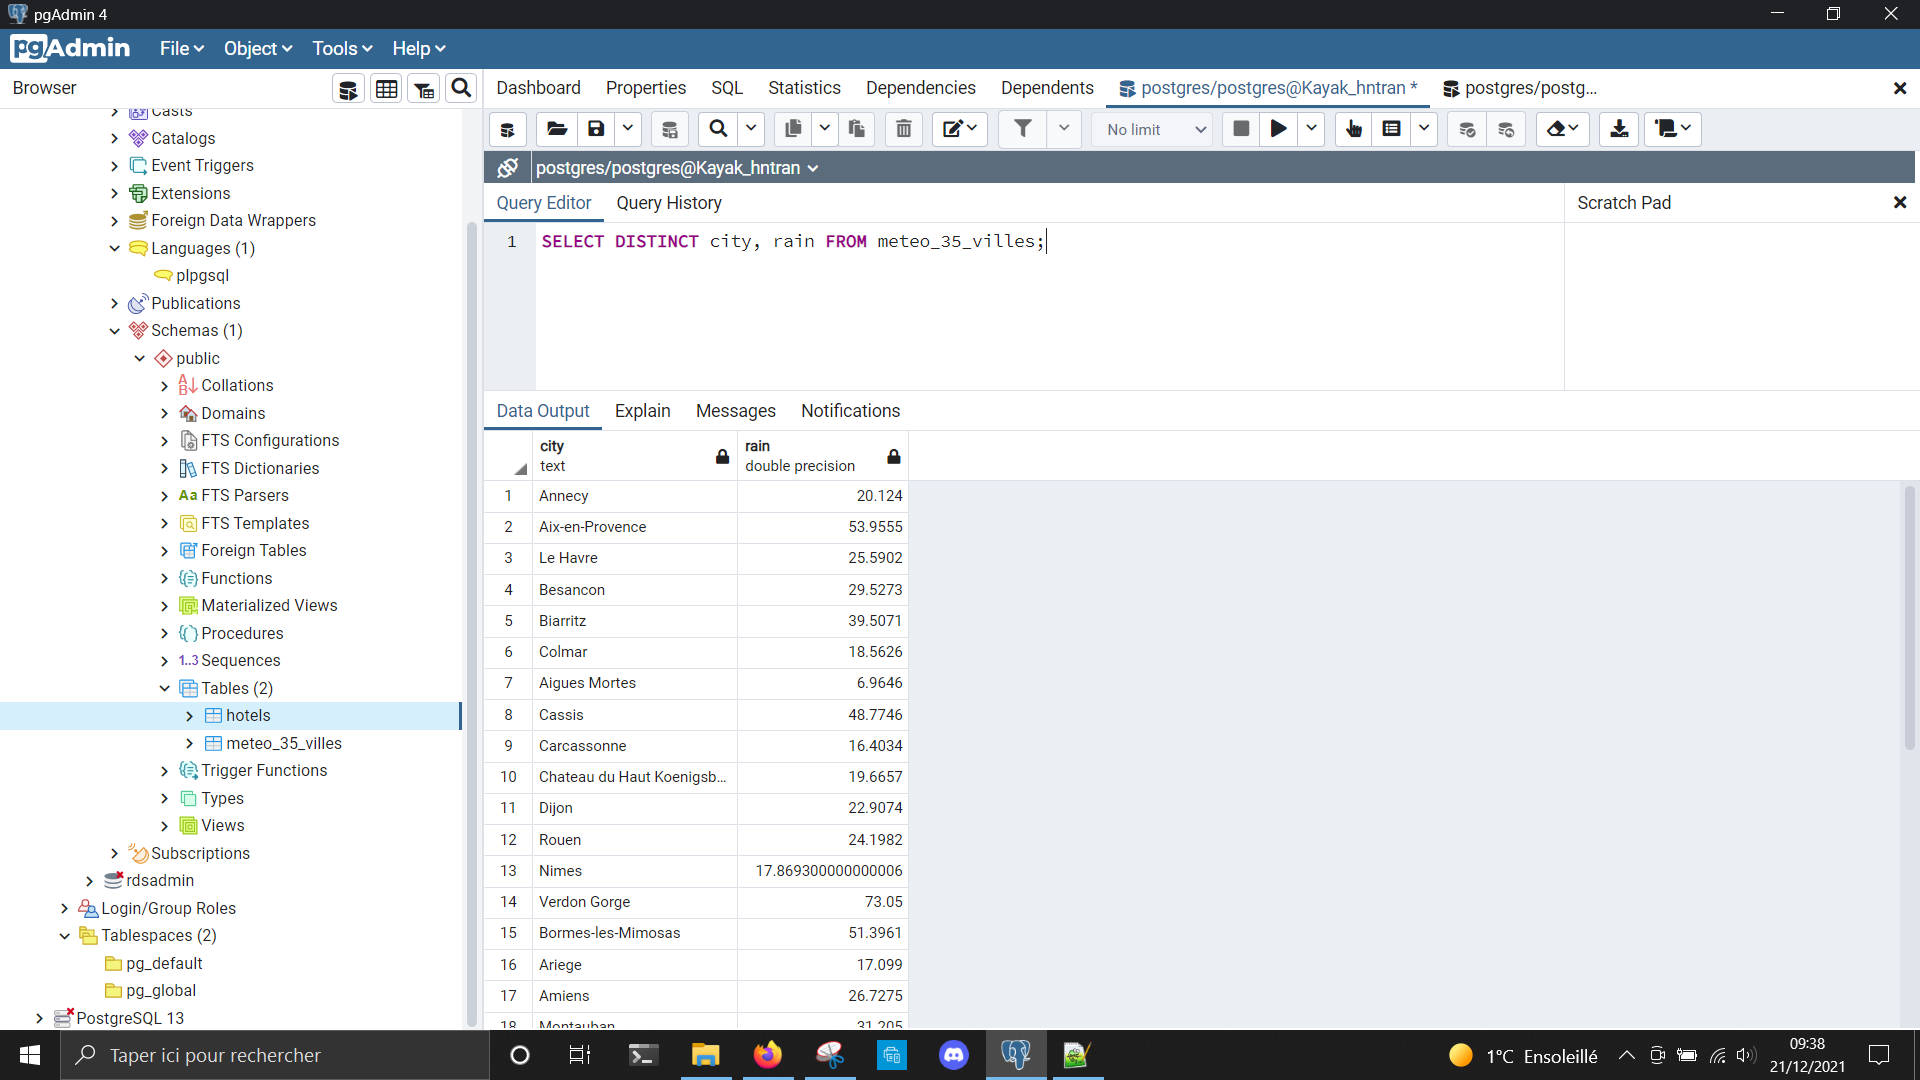 pgAdmin 4
pgAdmin File Object Tools Help
Browser
Dashboard Properties SQL Statistics Dependencies Dependents postgres/postgres@Kayak_hntran * postgres/postg...
No limit
postgres/postgres@Kayak_hntran
Query Editor Query History
Scratch Pad
1 SELECT DISTINCT city, rain FROM meteo_35_villes;
Casts
Catalogs
Event Triggers
Extensions
Foreign Data Wrappers
Languages (1)
plpgsql
Publications
Schemas (1)
public
Collations
Domains
FTS Configurations
FTS Dictionaries
Aa FTS Parsers
FTS Templates
Foreign Tables
Functions
Materialized Views
Procedures
1..3 Sequences
Tables (2)
hotels
meteo_35_villes
Trigger Functions
Types
Views
Subscriptions
rdsadmin
Login/Group Roles
Tablespaces (2)
pg_default
pg_global
PostgreSQL 13
Data Output Explain Messages Notifications
city rain
text double precision
1 Annecy 20.124
2 Aix-en-Provence 53.9555
3 Le Havre 25.5902
4 Besancon 29.5273
5 Biarritz 39.5071
6 Colmar 18.5626
7 Aigues Mortes 6.9646
8 Cassis 48.7746
9 Carcassonne 16.4034
10 Chateau du Haut Koenigsb... 19.6657
11 Dijon 22.9074
12 Rouen 24.1982
13 Nimes 17.869300000000006
14 Verdon Gorge 73.05
15 Bormes-les-Mimosas 51.3961
16 Ariege 17.099
17 Amiens 26.7275
18 Montauban 31.205
Taper ici pour rechercher
1°C Ensoleillé
09:38
21/12/2021